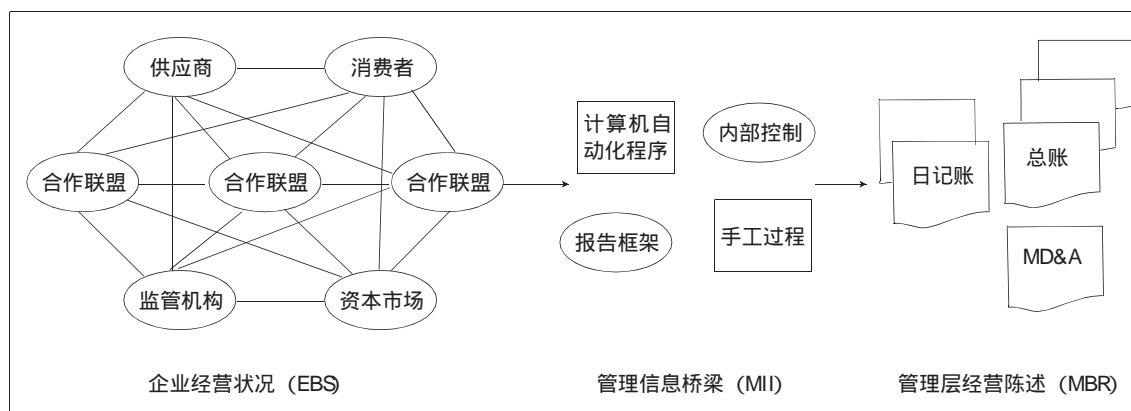 供应商
消费者
合作联盟
合作联盟
合作联盟
监管机构
资本市场
企业经营状况 (EBS)
计算机自
动化程序
内部控制
报告框架
手工过程
管理信息桥梁 (MII)
日记账
总账
MD&A
管理层经营陈述 (MBR)